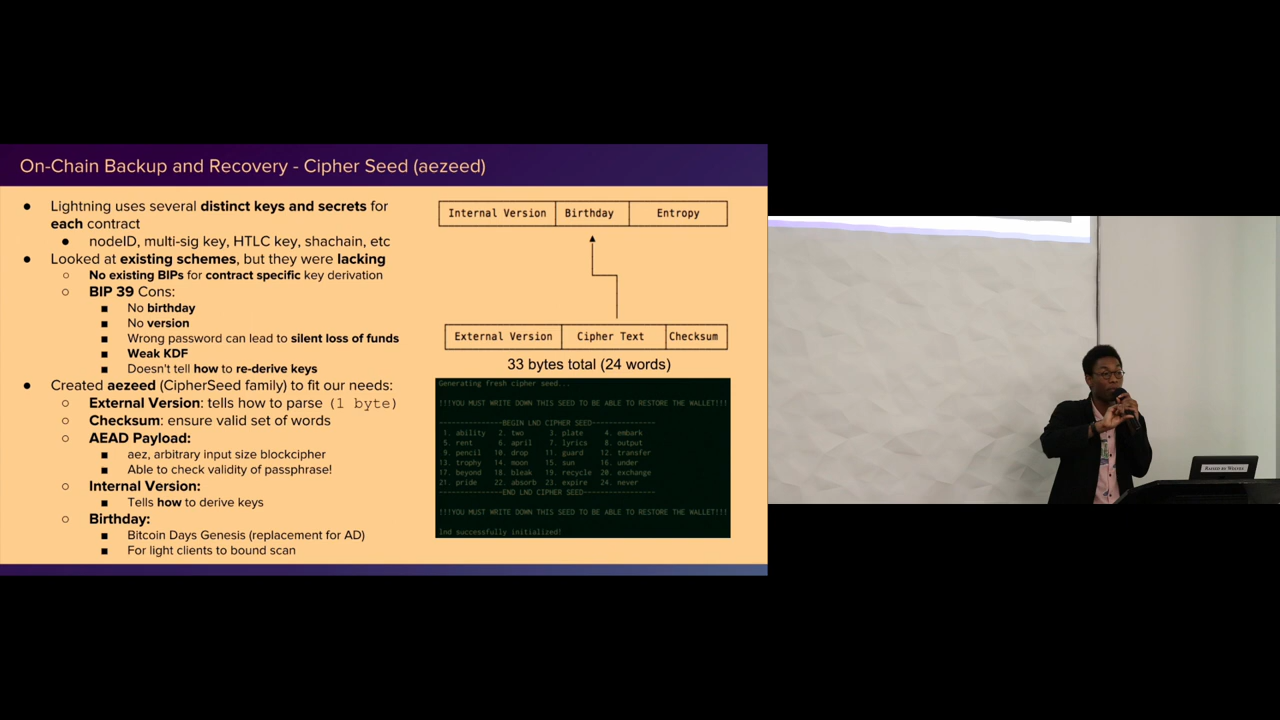 On-Chain Backup and Recovery - Cipher Seed (aezeed)
● Lightning uses several distinct keys and secrets for
each contract
● nodeID, multi-sig key, HTLC key, shachain, etc
● Looked at existing schemes, but they were lacking
○ No existing BIPs for contract specific key derivation
○ BIP 39 Cons:
■ No birthday
■ No version
■ Wrong password can lead to silent loss of funds
■ Weak KDF
■ Doesn't tell how to re-derive keys
● Created aezeed (CipherSeed family) to fit our needs:
○ External Version: tells how to parse (1 byte)
○ Checksum: ensure valid set of words
○ AEAD Payload:
■ aez, arbitrary input size blockcipher
■ Able to check validity of passphrase!
○ Internal Version:
■ Tells how to derive keys
○ Birthday:
■ Bitcoin Days Genesis (replacement for AD)
■ For light clients to bound scan
Internal Version Birthday Entropy
External Version Cipher Text Checksum
33 bytes total (24 words)
Generating fresh cipher seed...
!!!YOU MUST WRITE DOWN THIS SEED TO BE ABLE TO RESTORE THE WALLET!!!
---------------BEGIN LND CIPHER SEED---------------
1. ability 2. two 3. plate 4. embark
5. rent 6. april 7. lyrics 8. output
9. pencil 10. drop 11. guard 12. transfer
13. trophy 14. moon 15. sun 16. under
17. beyond 18. bleak 19. recycle 20. exchange
21. pride 22. absorb 23. expire 24. never
---------------END LND CIPHER SEED-----------------
!!!YOU MUST WRITE DOWN THIS SEED TO BE ABLE TO RESTORE THE WALLET!!!
lnd successfully initialized!